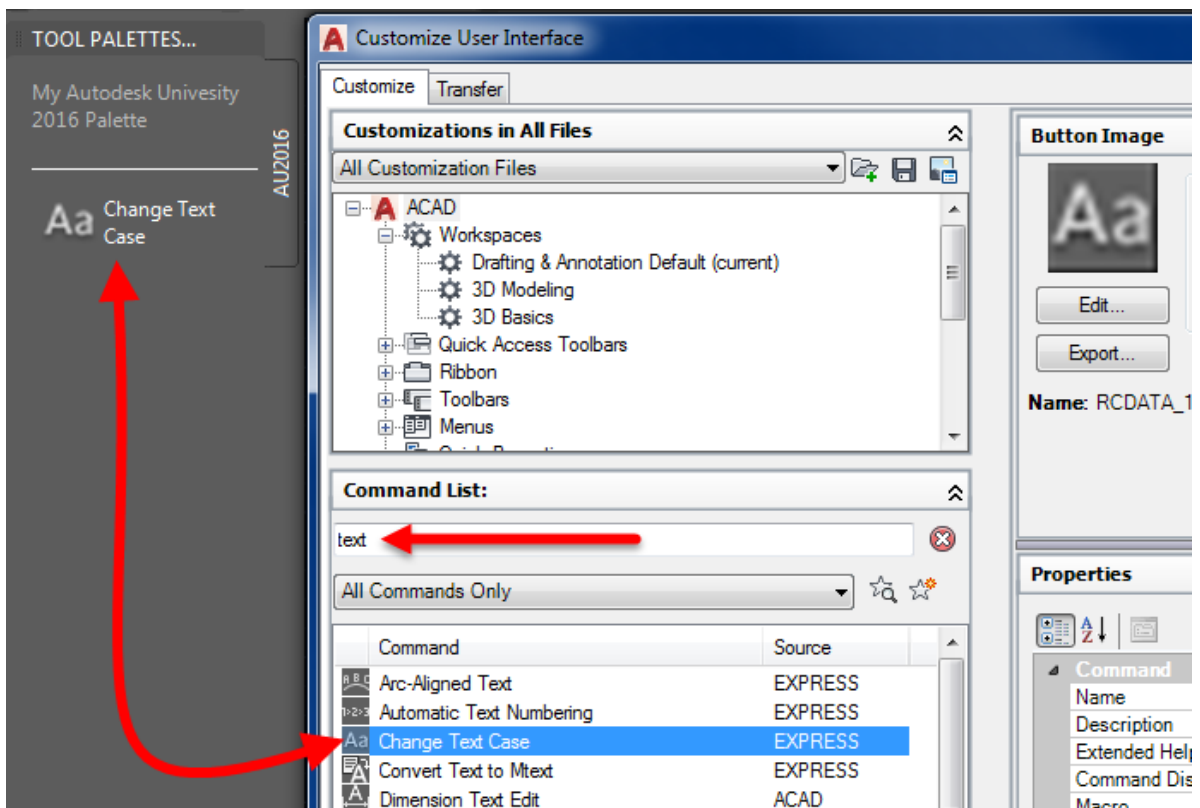 TOOL PALETTES...
My Autodesk Univesity
2016 Palette
AU2016
Aa
Change Text
Case
Customize User Interface
Customize
Transfer
Customizations in All Files
All Customization Files
ACAD
Workspaces
Drafting & Annotation Default (current)
3D Modeling
3D Basics
Quick Access Toolbars
Ribbon
Toolbars
Menus
Command List:
text
All Commands Only
Command Source
Arc-Aligned Text EXPRESS
Automatic Text Numbering EXPRESS
Aa Change Text Case EXPRESS
Convert Text to Mtext EXPRESS
Dimension Text Edit ACAD
Button Image
Aa
Edit...
Export...
Name: RCDATA_1
Properties
Command
Name
Description
Extended Help
Command Dis
Macro